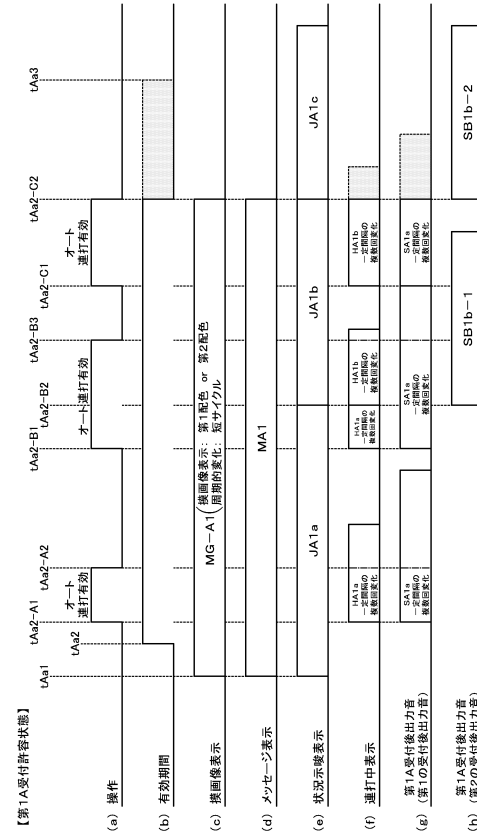 【第1A受付許容状態】
tAa1
tAa2
tAa2-A1
tAa2-A2
tAa2-B1
tAa2-B2
tAa2-B3
tAa2-C1
tAa2-C2
tAa3
(a) 操作
オート
連打有効
オート連打有効
オート
連打有効
(b) 有効期間
(c) 操画像表示
MG-A1(操画像表示: 第1配色 or 第2配色
周期的変化: 短サイクル
(d) メッセージ表示
MA1
(e) 状況示唆表示
JA1a
JA1b
JA1c
(f) 連打中表示
HA1a
一定間隔の
複数回変化
HA1a
一定間隔の
複数回変化
HA1b
一定間隔の
複数回変化
HA1b
一定間隔の
複数回変化
(g) 第1A受付後出力音
(第1の受付後出力音)
SA1a
一定間隔の
複数回変化
SA1a
一定間隔の
複数回変化
SA1a
一定間隔の
複数回変化
(h) 第1A受付後出力音
(第2の受付後出力音)
SB1b-1
SB1b-2